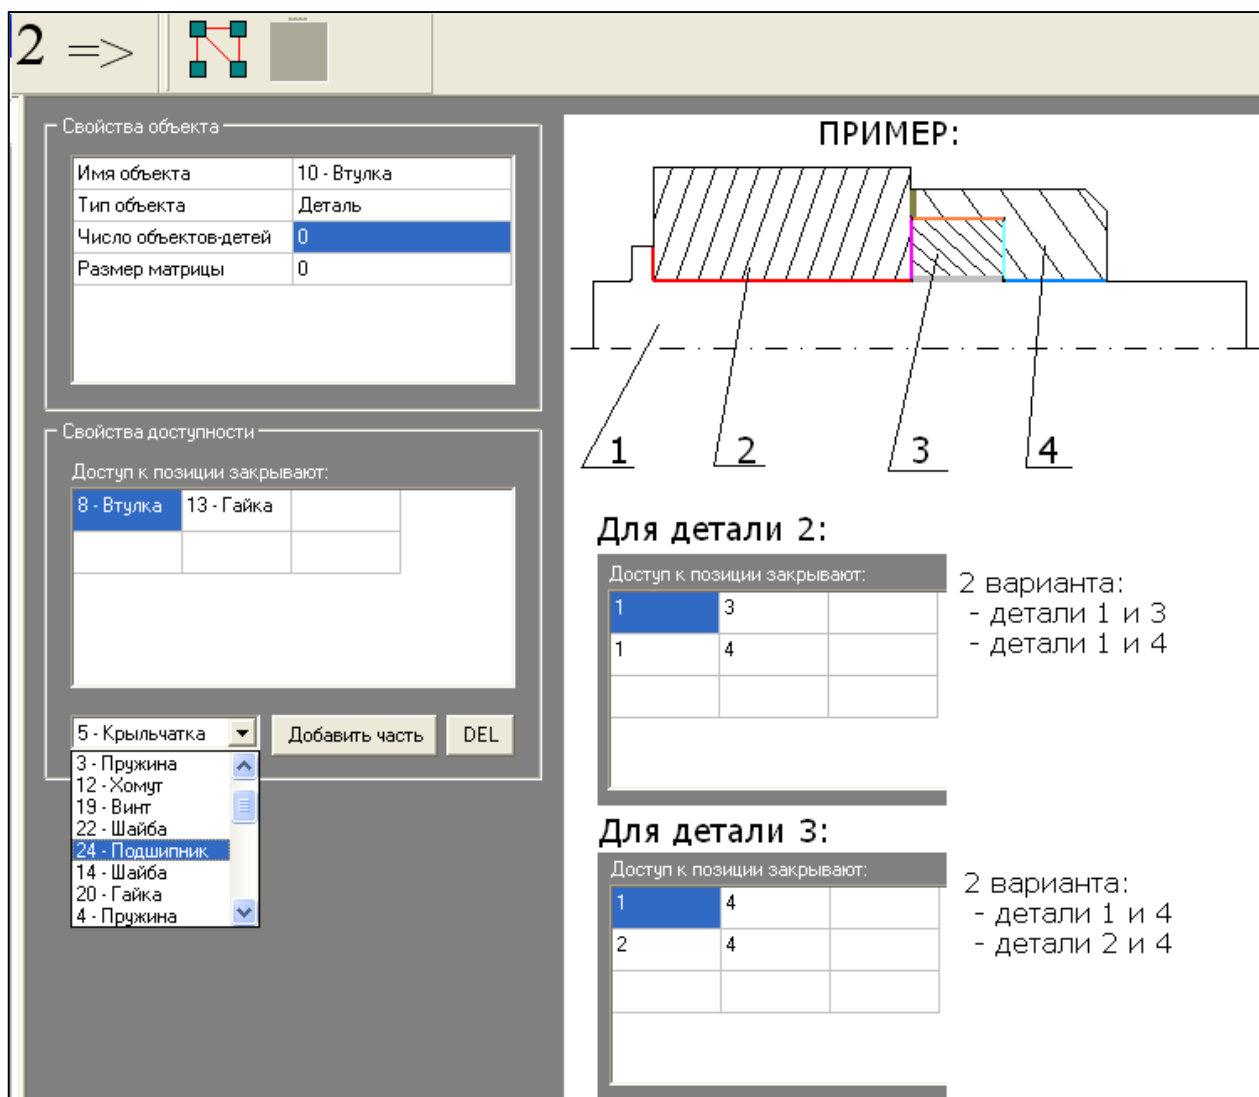 2 =>
Свойства объекта
Имя объекта 10 - Втулка
Тип объекта Деталь
Число объектов-детей 0
Размер матрицы 0
Свойства доступности
Доступ к позиции закрывают:
8 - Втулка 13 - Гайка
5 - Крыльчатка Добавить часть DEL
3 - Пружина
12 - Хомут
19 - Винт
22 - Шайба
24 - Подшипник
14 - Шайба
20 - Гайка
4 - Пружина
ПРИМЕР:
1 2 3 4
Для детали 2:
Доступ к позиции закрывают:
1 3
1 4
2 варианта:
- детали 1 и 3
- детали 1 и 4
Для детали 3:
Доступ к позиции закрывают:
1 4
2 4
2 варианта:
- детали 1 и 4
- детали 2 и 4